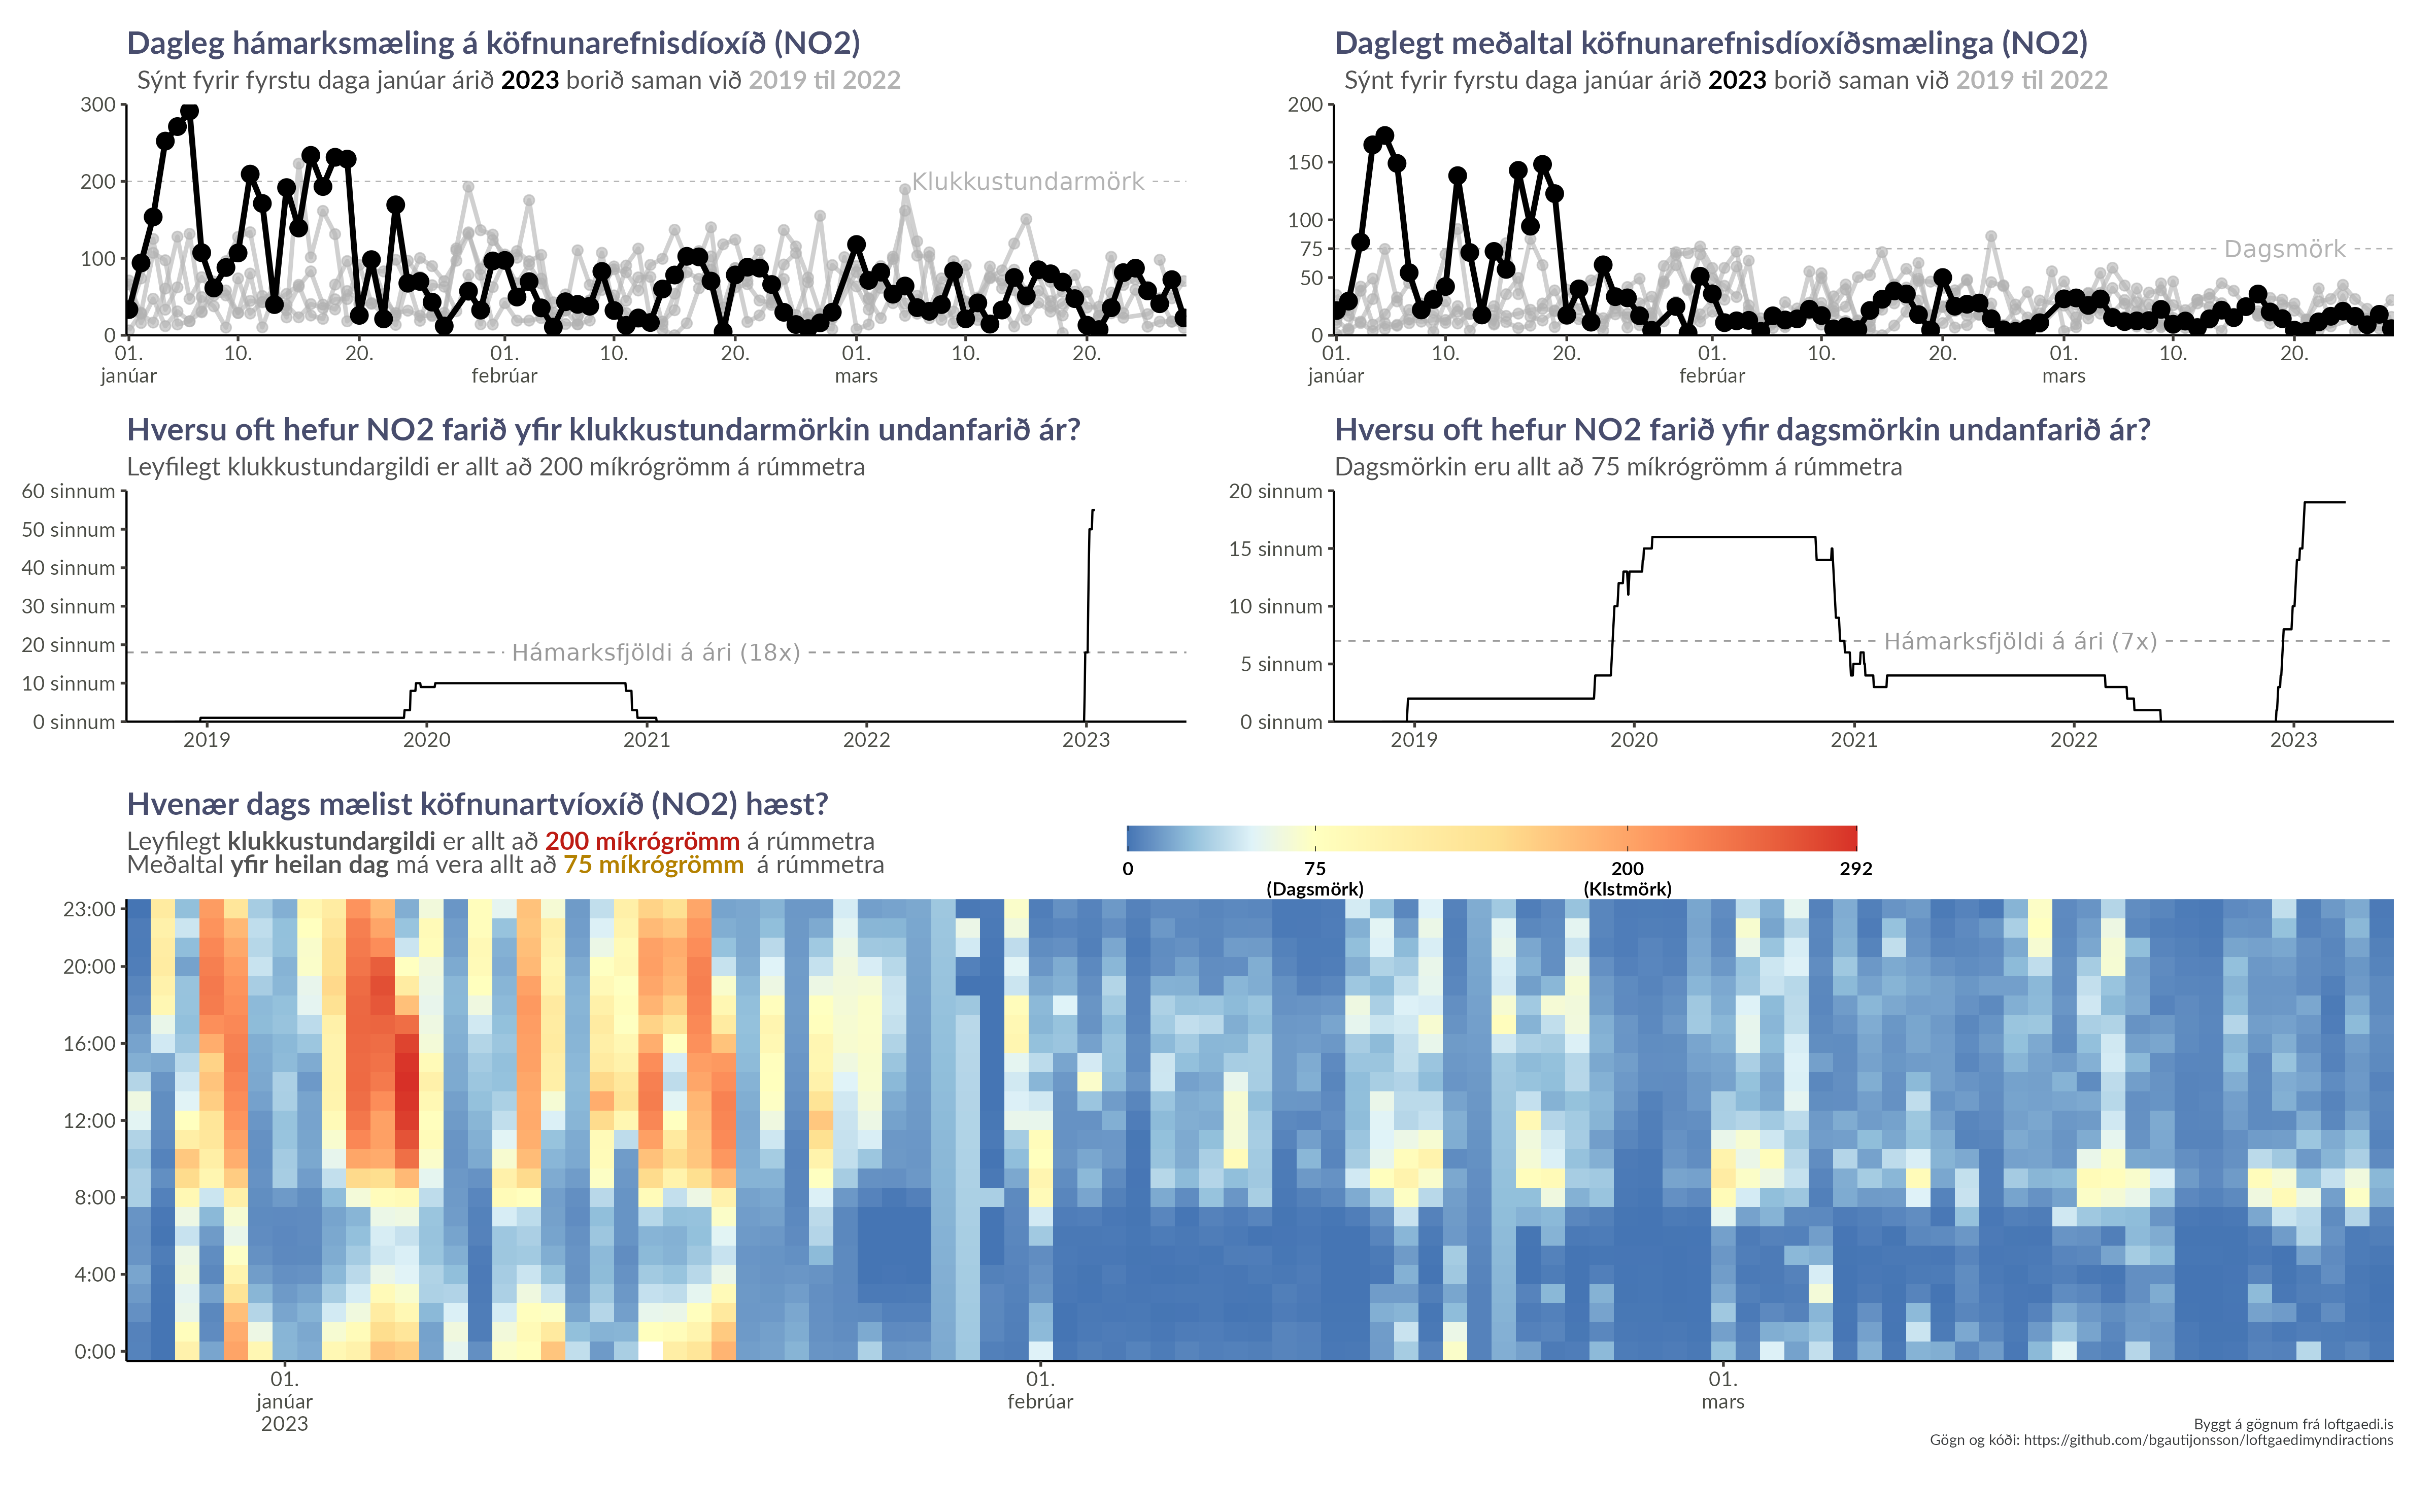 Dagleg hámarksmæling á köfnunarefnisdíoxíð (NO2)
Sýnt fyrir fyrstu daga janúar árið 2023 borið saman við 2019 til 2022
300
200
100
0
Klukkustundarmörk
01. 10. 20. 01. 10. 20. 01. 10. 20.
janúar febrúar mars
Daglegt meðaltal köfnunarefnisdíoxíðsmælinga (NO2)
Sýnt fyrir fyrstu daga janúar árið 2023 borið saman við 2019 til 2022
200
150
100
75
50
0
Dagsmörk
01. 10. 20. 01. 10. 20. 01. 10. 20.
janúar febrúar mars
Hversu oft hefur NO2 farið yfir klukkustundarmörkin undanfarið ár?
Leyfilegt klukkustundargildi er allt að 200 míkrógrömm á rúmmetra
60 sinnum
50 sinnum
40 sinnum
30 sinnum
20 sinnum
10 sinnum
0 sinnum
Hámarksfjöldi á ári (18x)
2019 2020 2021 2022 2023
Hversu oft hefur NO2 farið yfir dagsmörkin undanfarið ár?
Dagsmörkin eru allt að 75 míkrógrömm á rúmmetra
20 sinnum
15 sinnum
10 sinnum
5 sinnum
0 sinnum
Hámarksfjöldi á ári (7x)
2019 2020 2021 2022 2023
Hvenær dags mælist köfnunartvíoxíð (NO2) hæst?
Leyfilegt klukkustundargildi er allt að 200 míkrógrömm á rúmmetra
Meðaltal yfir heilan dag má vera allt að 75 míkrógrömm á rúmmetra
0 75 200 292
(Dagsmörk) (Klstmörk)
23:00
20:00
16:00
12:00
8:00
4:00
0:00
01. 01. 01.
janúar febrúar mars
2023
Byggt á gögnum frá loftgaedi.is
Gögn og kóði: https://github.com/bgautijonsson/loftgaedimyndiractions